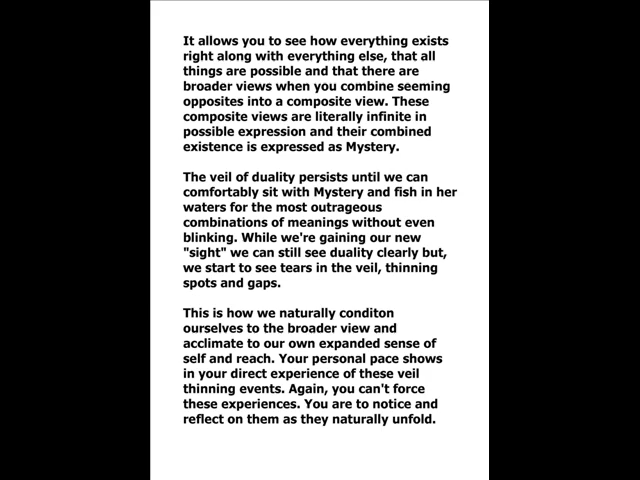 It allows you to see how everything exists
right along with everything else, that all
things are possible and that there are
broader views when you combine seeming
opposites into a composite view. These
composite views are literally infinite in
possible expression and their combined
existence is expressed as Mystery.
The veil of duality persists until we can
comfortably sit with Mystery and fish in her
waters for the most outrageous
combinations of meanings without even
blinking. While we're gaining our new
"sight" we can still see duality clearly but,
we start to see tears in the veil, thinning
spots and gaps.
This is how we naturally conditon
ourselves to the broader view and
acclimate to our own expanded sense of
self and reach. Your personal pace shows
in your direct experience of these veil
thinning events. Again, you can't force
these experiences. You are to notice and
reflect on them as they naturally unfold.